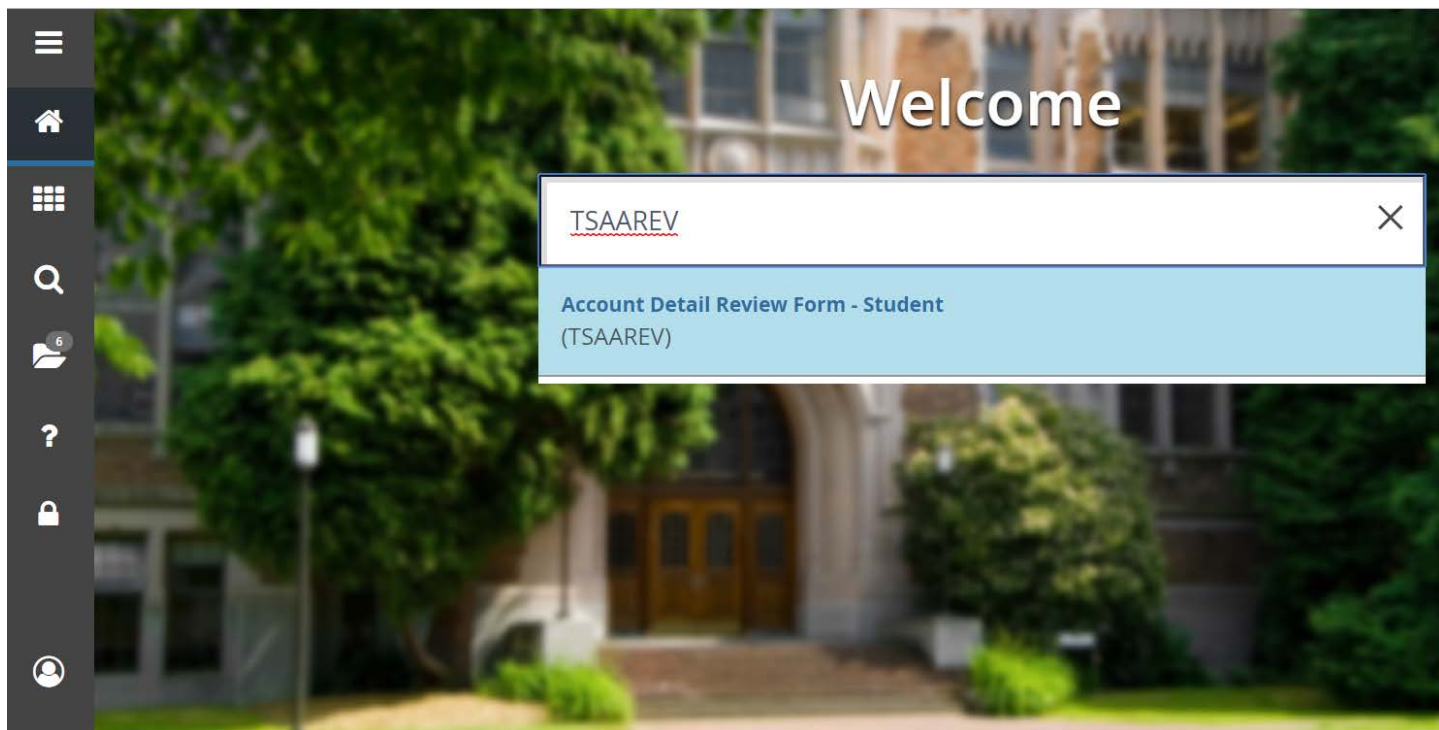 Welcome
TSAAREV
Account Detail Review Form - Student
(TSAAREV)
6
?